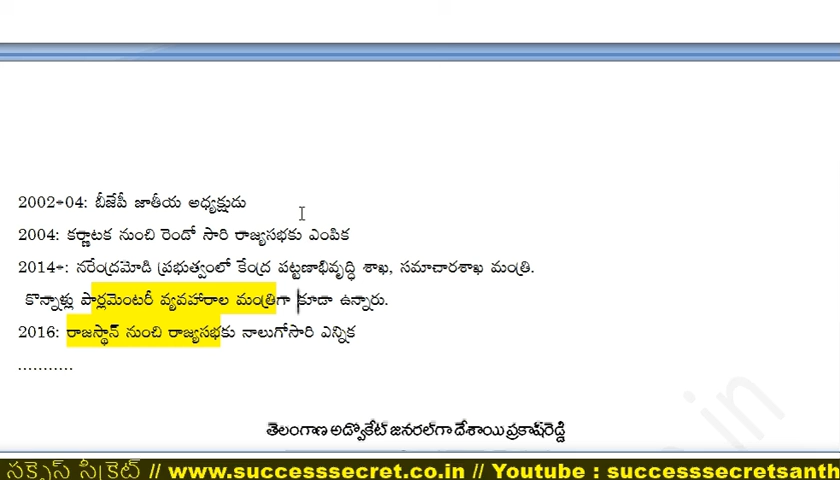 2002-04: బీజేపీ జాతీయ అధ్యక్షుడు
2004: కర్ణాటక నుంచి రెండో సారి రాజ్యసభకు ఎంపిక
2014-: నరేంద్రమోడి ప్రభుత్వంలో కేంద్ర పట్టణాభివృద్ధి శాఖ, సమాచారశాఖ మంత్రి.
కొన్నాళ్లు పార్లమెంటరీ వ్యవహారాల మంత్రిగా కూడా ఉన్నారు.
2016: రాజస్థాన్ నుంచి రాజ్యసభకు నాలుగోసారి ఎన్నిక
...........
తెలంగాణ అడ్వొకేట్ జనరల్‌గా దేశాయి ప్రకాష్‌రెడ్డి
సక్సెస్ సీక్రెట్ // www.successsecret.co.in // Youtube : successsecretsanth